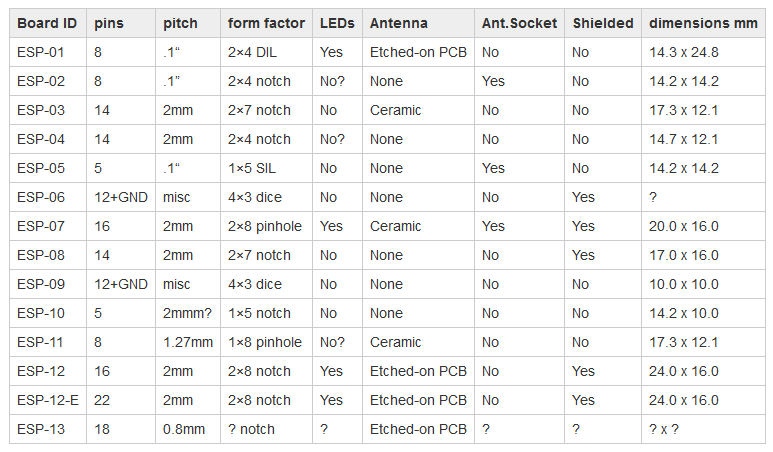 Board ID pins pitch form factor LEDs Antenna Ant.Socket Shielded dimensions mm
ESP-01 8 .1“ 2×4 DIL Yes Etched-on PCB No No 14.3 x 24.8
ESP-02 8 .1” 2×4 notch No? None Yes No 14.2 x 14.2
ESP-03 14 2mm 2×7 notch No Ceramic No No 17.3 x 12.1
ESP-04 14 2mm 2×4 notch No? None No No 14.7 x 12.1
ESP-05 5 .1“ 1×5 SIL No None Yes No 14.2 x 14.2
ESP-06 12+GND misc 4×3 dice No None No Yes ?
ESP-07 16 2mm 2×8 pinhole Yes Ceramic Yes Yes 20.0 x 16.0
ESP-08 14 2mm 2×7 notch No None No Yes 17.0 x 16.0
ESP-09 12+GND misc 4×3 dice No None No No 10.0 x 10.0
ESP-10 5 2mmm? 1×5 notch No None No No 14.2 x 10.0
ESP-11 8 1.27mm 1×8 pinhole No? Ceramic No No 17.3 x 12.1
ESP-12 16 2mm 2×8 notch Yes Etched-on PCB No Yes 24.0 x 16.0
ESP-12-E 22 2mm 2×8 notch Yes Etched-on PCB No Yes 24.0 x 16.0
ESP-13 18 0.8mm ? notch ? Etched-on PCB ? ? ? x ?